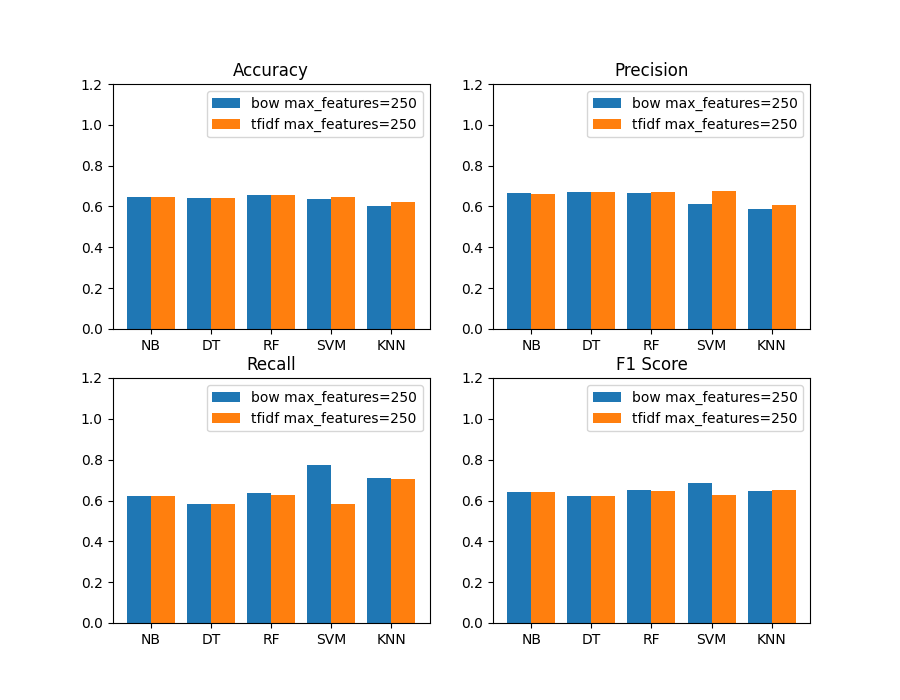 Accuracy
1.2
1.0
0.8
0.6
0.4
0.2
0.0
bow max_features=250
tfidf max_features=250
NB DT RF SVM KNN
Precision
1.2
1.0
0.8
0.6
0.4
0.2
0.0
bow max_features=250
tfidf max_features=250
NB DT RF SVM KNN
Recall
1.2
1.0
0.8
0.6
0.4
0.2
0.0
bow max_features=250
tfidf max_features=250
NB DT RF SVM KNN
F1 Score
1.2
1.0
0.8
0.6
0.4
0.2
0.0
bow max_features=250
tfidf max_features=250
NB DT RF SVM KNN